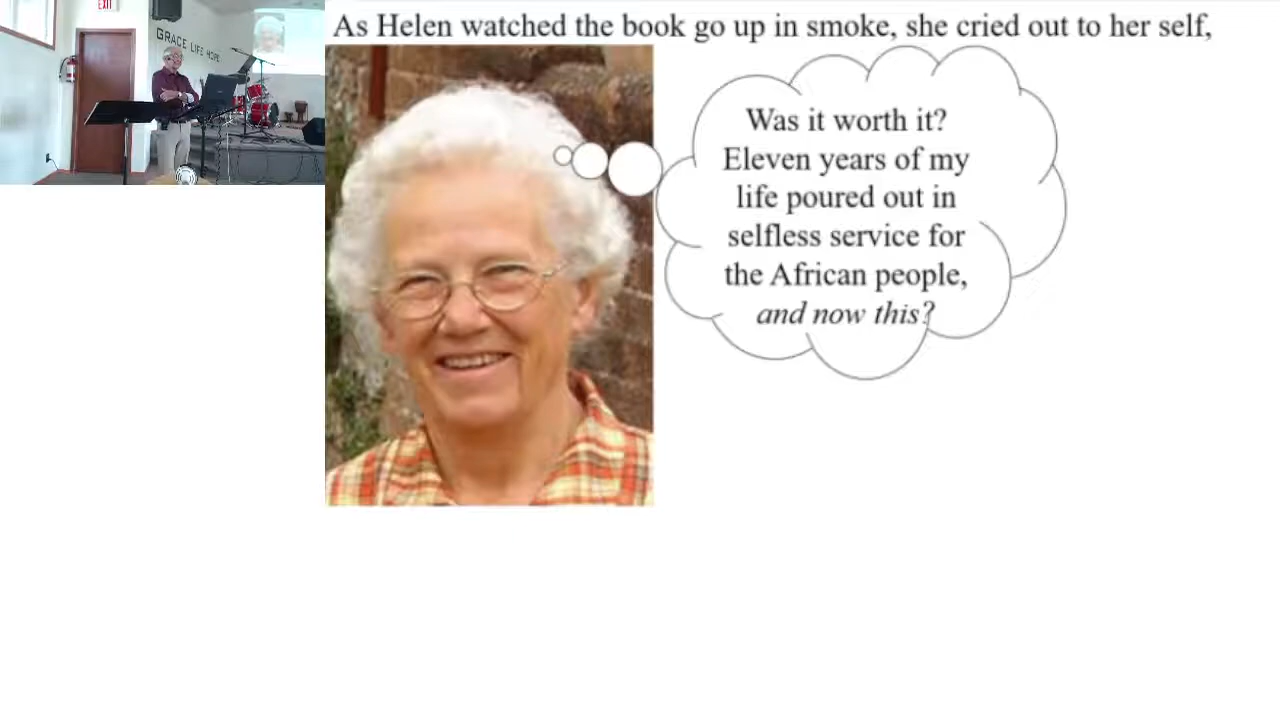 EXIT
GRACE LIFE HOPE
As Helen watched the book go up in smoke, she cried out to her self,
Was it worth it?
Eleven years of my
life poured out in
selfless service for
the African people,
and now this?